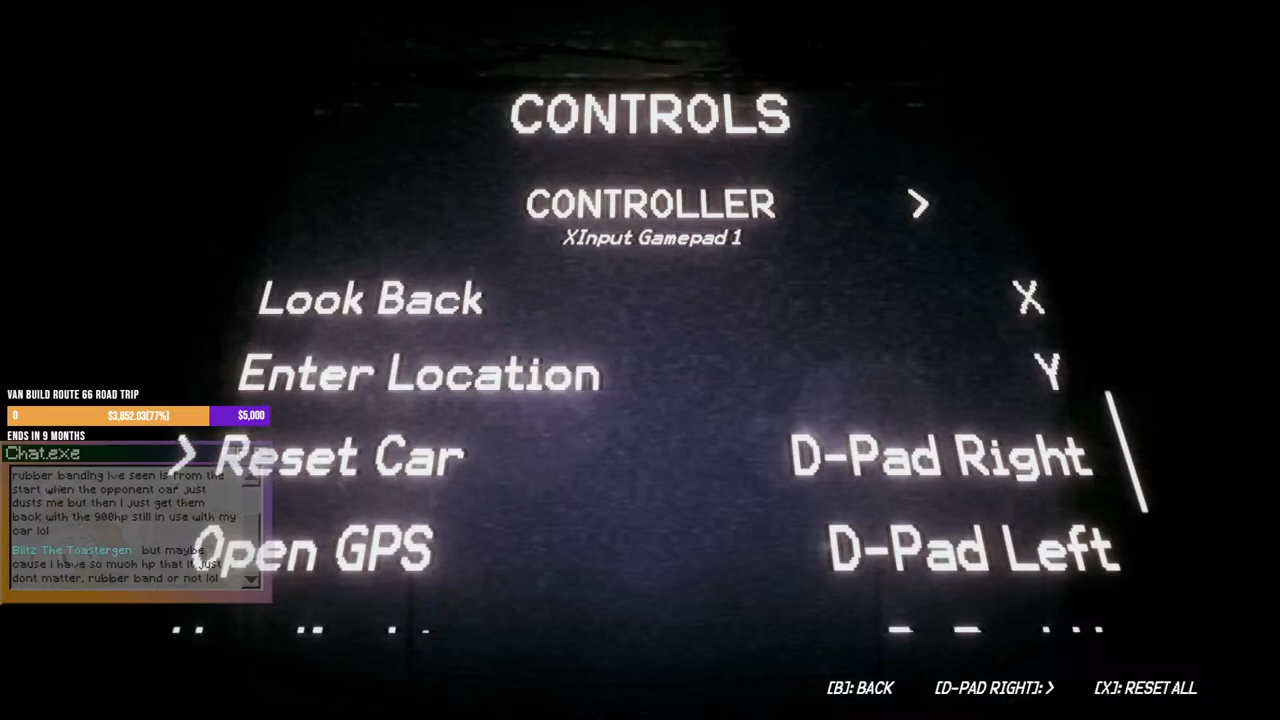 CONTROLS
CONTROLLER >
XInput Gamepad 1
Look Back X
Enter Location Y
> Reset Car D-Pad Right
Open GPS D-Pad Left
VAN BUILD ROUTE 66 ROAD TRIP
0 $3,852.03(77%) $5,000
ENDS IN 9 MONTHS
Chat.exe
rubber banding ive seen is from the
start when the opponent car just
dusts me but then i just get them
back with the 900hp still in use with my
car lol
Blitz The Toastergen: but maybe
cause i have so much hp that it just
dont matter, rubber band or not lol
[B]: BACK [D-PAD RIGHT]: > [X]: RESET ALL